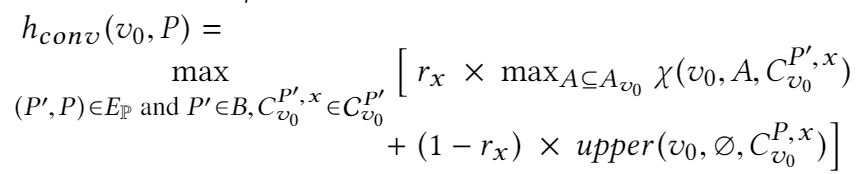 h_{conv}(v_0, P) =
max_{(P′,P)∈E_ℙ and P′∈B, C_{v_0}^{P′,x}∈𝒞_{v_0}^{P′}} [ r_x × max_{A⊆A_{v_0}} χ(v_0, A, C_{v_0}^{P′,x})
+ (1 − r_x) × upper(v_0, ∅, C_{v_0}^{P,x}) ]